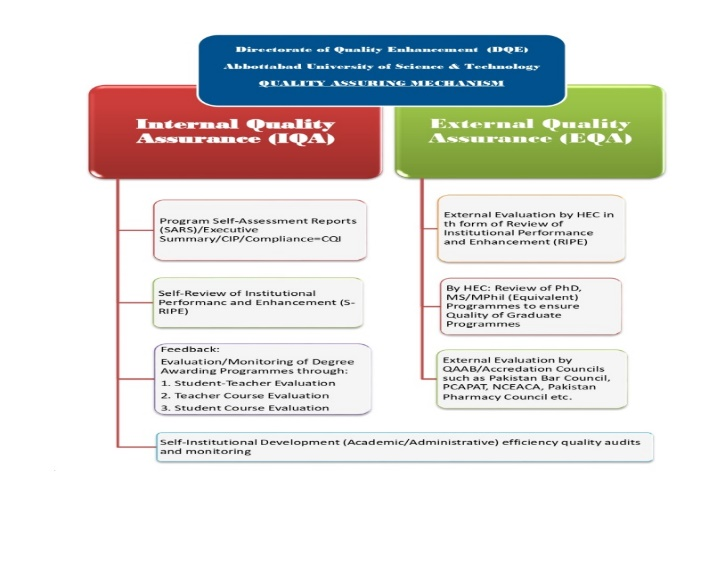 Directorate of Quality Enhancement (DQE)
Abbottabad University of Science & Technology
QUALITY ASSURING MECHANISM
Internal Quality
Assurance (IQA)
Program Self-Assessment Reports
(SARS)/Executive
Summary/CIP/Compliance=CQI
Self-Review of Institutional
Performanc and Enhancement (S-
RIPE)
Feedback:
Evaluation/Monitoring of Degree
Awarding Programmes through:
1. Student-Teacher Evaluation
2. Teacher Course Evaluation
3. Student Course Evaluation
Self-Institutional Development (Academic/Administrative) efficiency quality audits
and monitoring
External Quality
Assurance (EQA)
External Evaluation by HEC in
th form of Review of
Institutional Performance
and Enhancement (RIPE)
By HEC: Review of PhD,
MS/MPhil (Equivalent)
Programmes to ensure
Quality of Graduate
Programmes
External Evaluation by
QAAB/Accredation Councils
such as Pakistan Bar Council,
PCAPAT, NCEACA, Pakistan
Pharmacy Council etc.